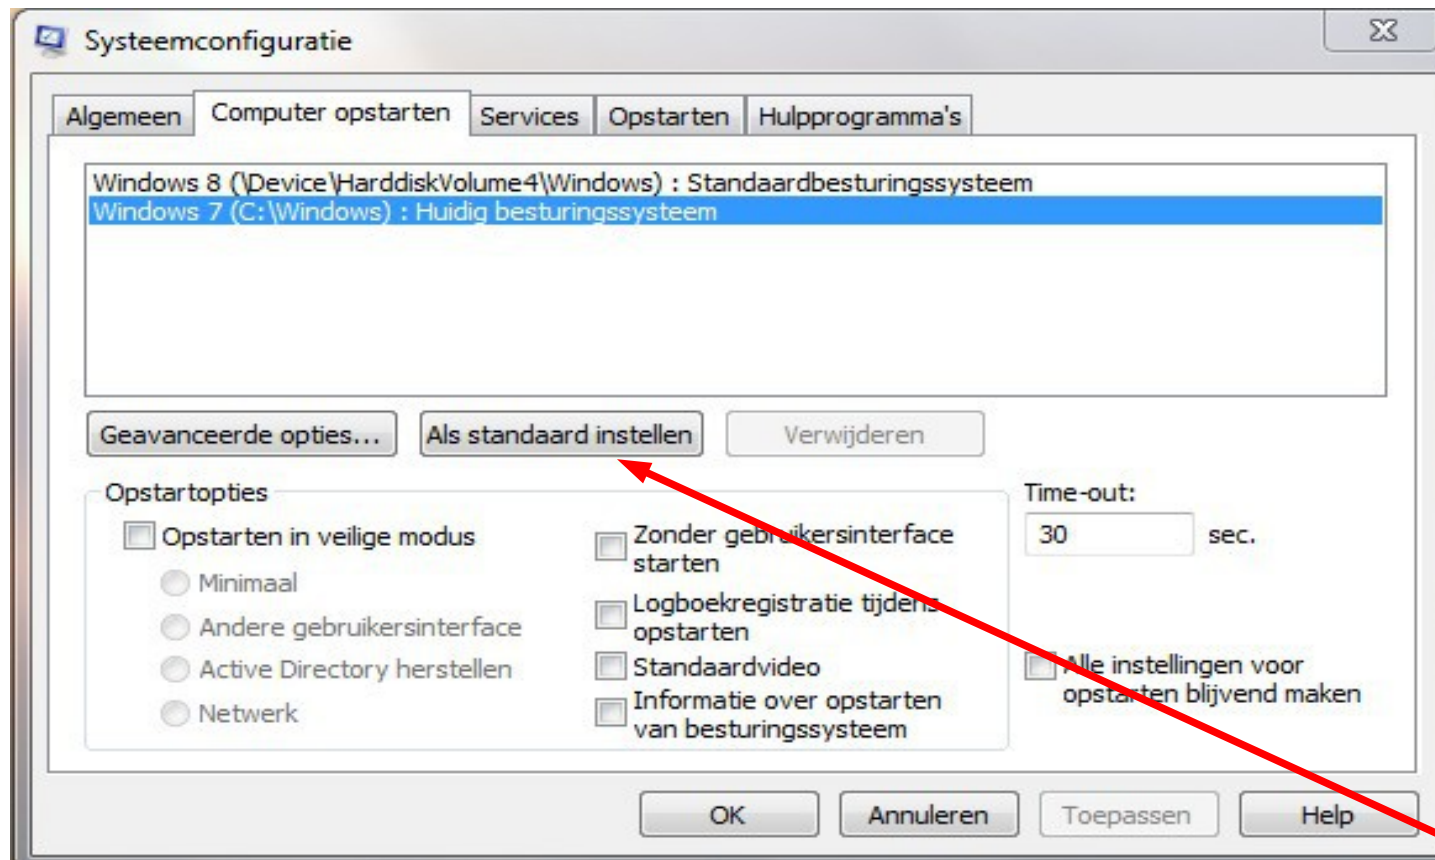 Systeemconfiguratie
Algemeen Computer opstarten Services Opstarten Hulpprogramma's
Windows 8 (\Device\HarddiskVolume4\Windows) : Standaardbesturingssysteem
Windows 7 (C:\Windows) : Huidig besturingssysteem
Geavanceerde opties... Als standaard instellen Verwijderen
Opstartopties
Opstarten in veilige modus
Minimaal
Andere gebruikersinterface
Active Directory herstellen
Netwerk
Zonder gebruikersinterface
starten
Logboekregistratie tijdens
opstarten
Standaardvideo
Informatie over opstarten
van besturingssysteem
Time-out:
30 sec.
Alle instellingen voor
opstarten blijvend maken
OK Annuleren Toepassen Help